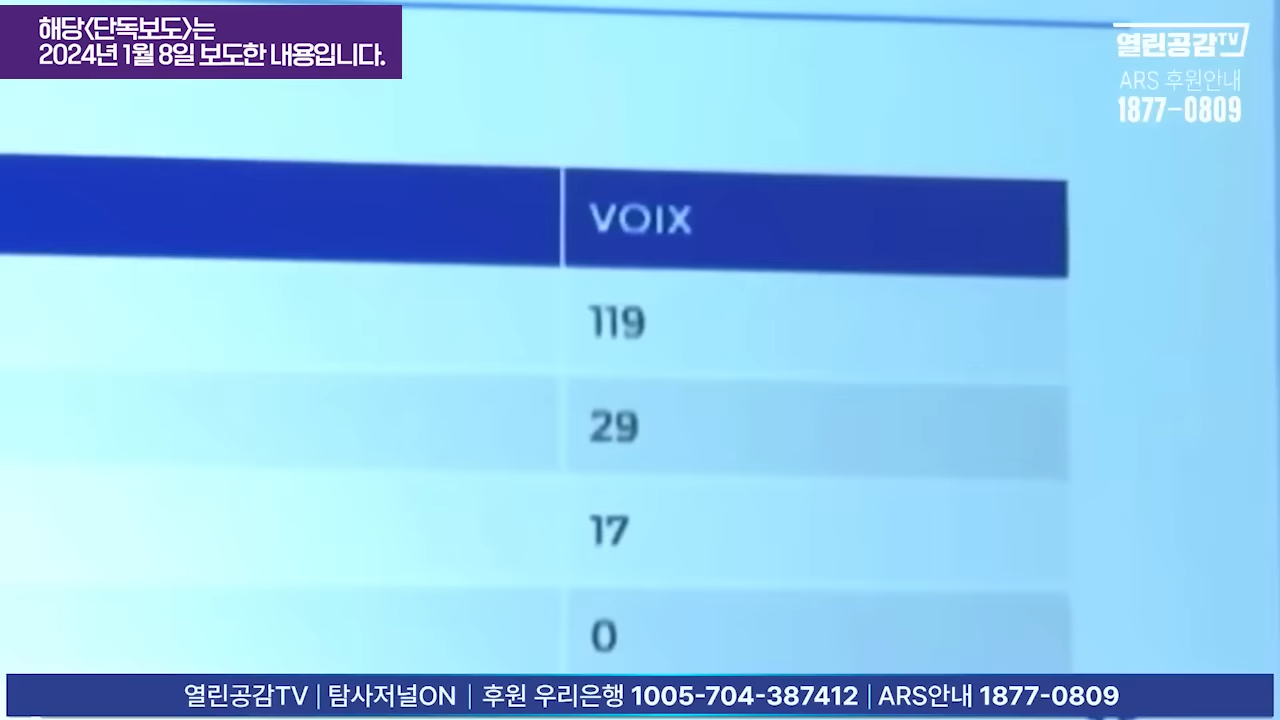 해당<단독보도>는
2024년 1월 8일 보도한 내용입니다.
열린공감TV
ARS 후원안내
1877-0809
VOIX
119
29
17
0
열린공감TV | 탐사저널ON | 후원 우리은행 1005-704-387412 | ARS안내 1877-0809